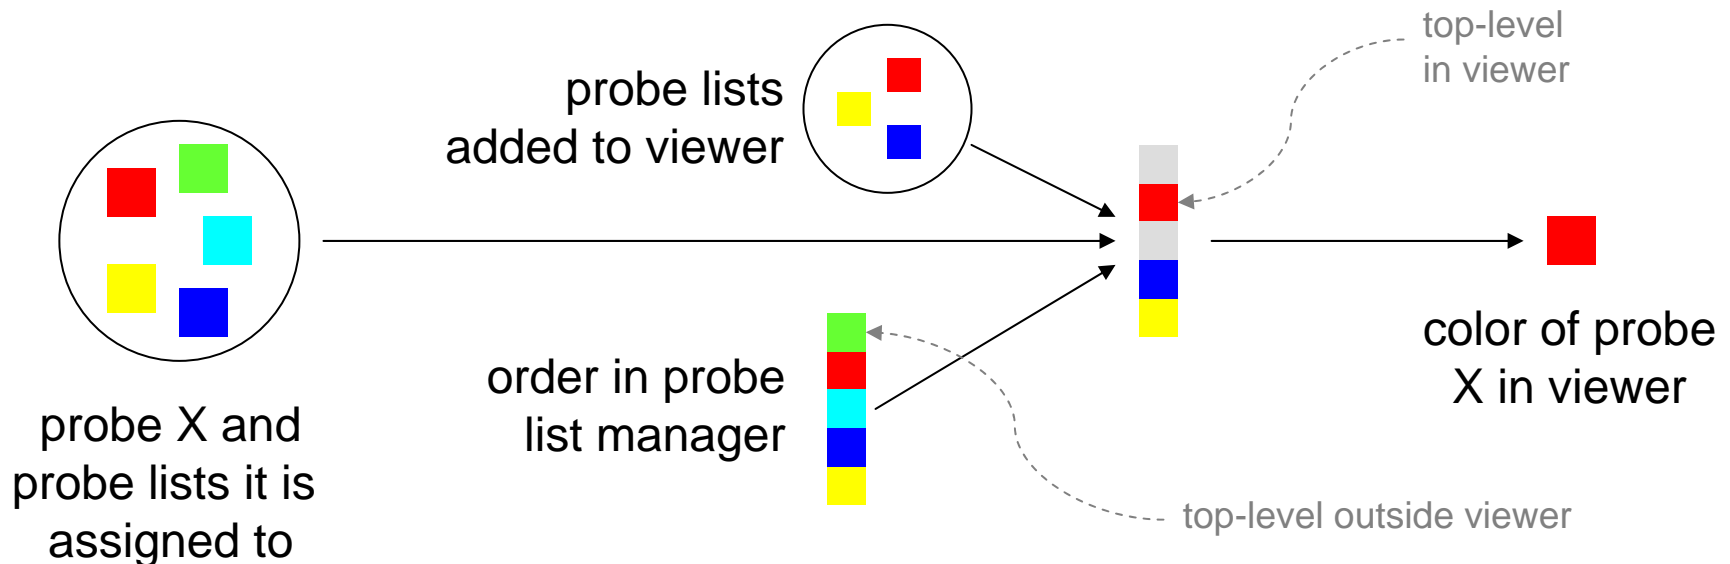 top-level
in viewer
probe lists
added to viewer
order in probe
list manager
color of probe
X in viewer
probe X and
probe lists it is
assigned to
top-level outside viewer